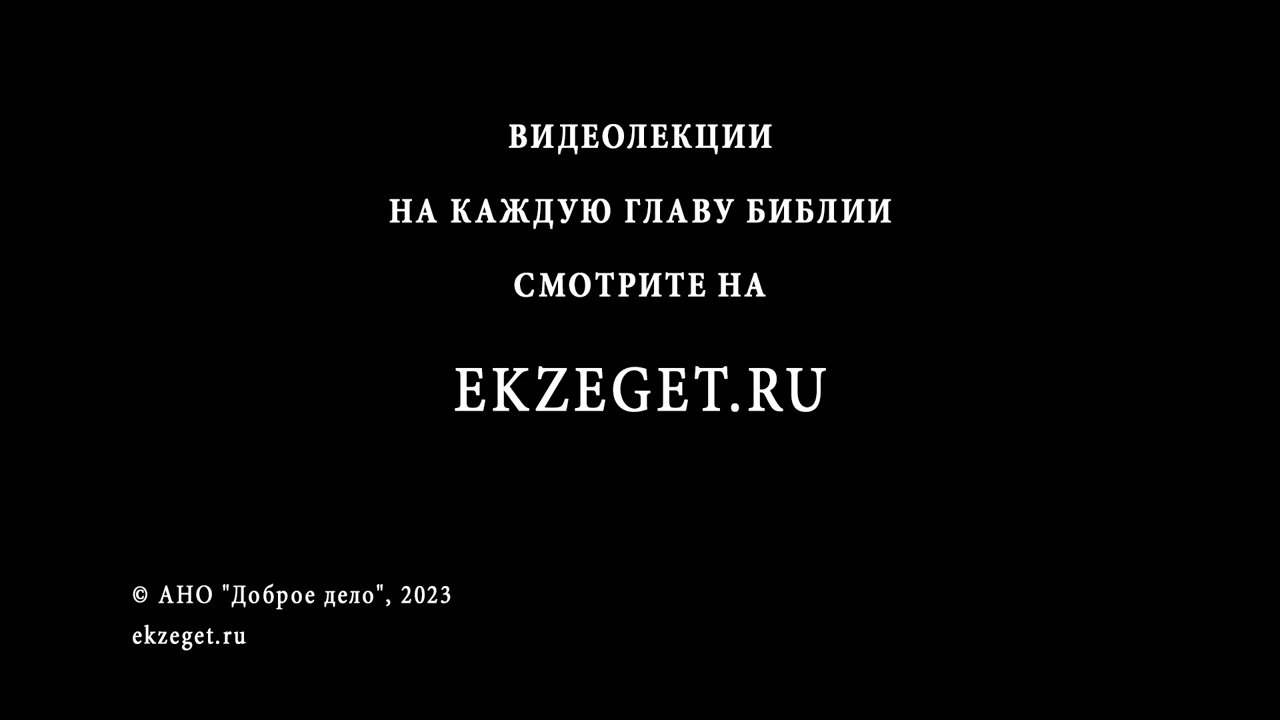 ВИДЕОЛЕКЦИИ
НА КАЖДУЮ ГЛАВУ БИБЛИИ
СМОТРИТЕ НА
EKZEGET.RU
© АНО "Доброе дело", 2023
ekzeget.ru